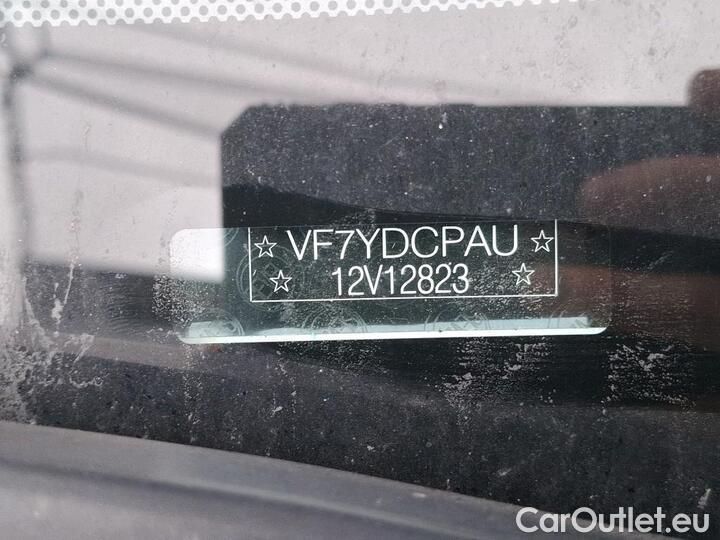 ☆ VF7YDCPAU ☆
☆ 12V12823 ☆
CarOutlet.eu